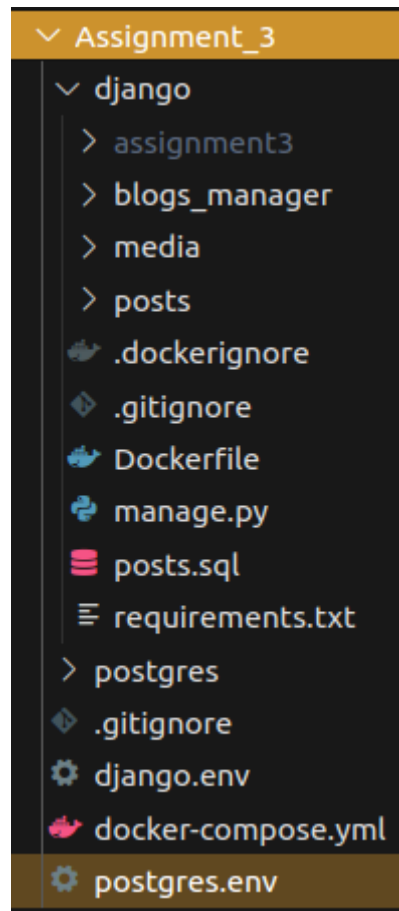 Assignment_3
django
assignment3
blogs_manager
media
posts
.dockerignore
.gitignore
Dockerfile
manage.py
posts.sql
requirements.txt
postgres
.gitignore
django.env
docker-compose.yml
postgres.env